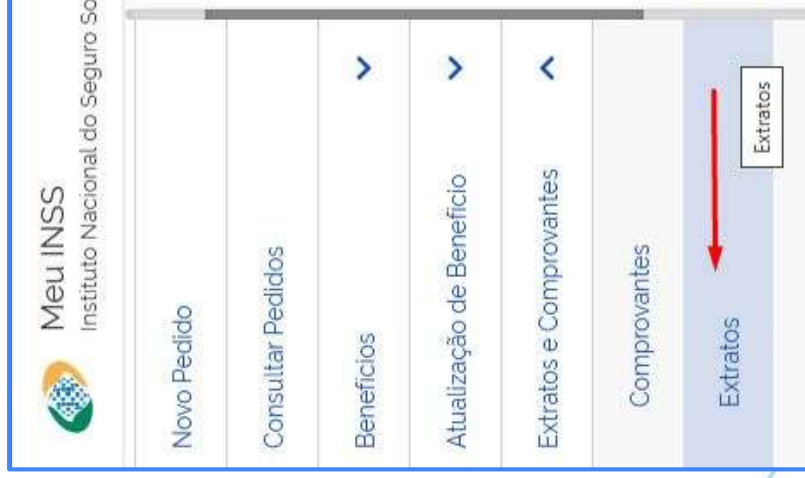 Meu INSS
Instituto Nacional do Seguro So
Novo Pedido
Consultar Pedidos
Benefícios
Atualização de Benefício
Extratos e Comprovantes
Comprovantes
Extratos
Extratos